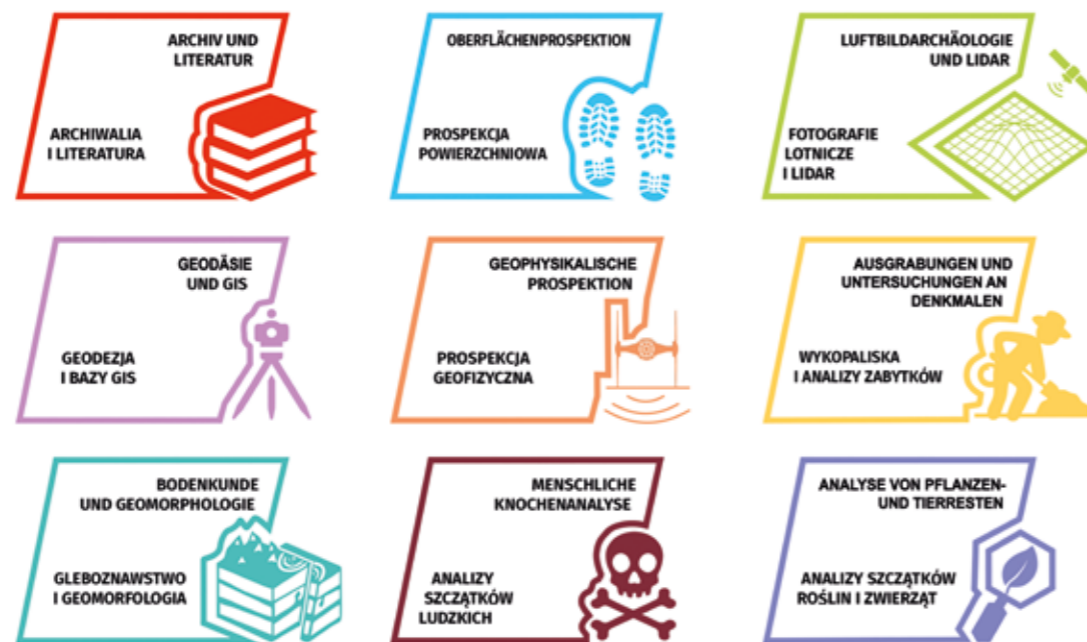 ARCHIV UND
LITERATUR
ARCHIWALIA
I LITERATURA
OBERFLÄCHENPROSPEKTION
PROSPEKCJA
POWIERZCHNIOWA
LUFTBILDARCHÄOLOGIE
UND LIDAR
FOTOGRAFIE
LOTNICZE
I LIDAR
GEODÄSIE
UND GIS
GEODEZJA
I BAZY GIS
GEOPHYSIKALISCHE
PROSPEKTION
PROSPEKCJA
GEOFIZYCZNA
AUSGRABUNGEN UND
UNTERSUCHUNGEN AN
DENKMALEN
WYKOPALISKA
I ANALIZY ZABYTKÓW
BODENKUNDE
UND GEOMORPHOLOGIE
GLEBOZNAWSTWO
I GEOMORFOLOGIA
MENSCHLICHE
KNOCHENANALYSE
ANALIZY
SZCZĄTKÓW
LUDZKICH
ANALYSE VON PFLANZEN-
UND TIERRESTEN
ANALIZY SZCZĄTKÓW
ROŚLIN I ZWIERZĄT